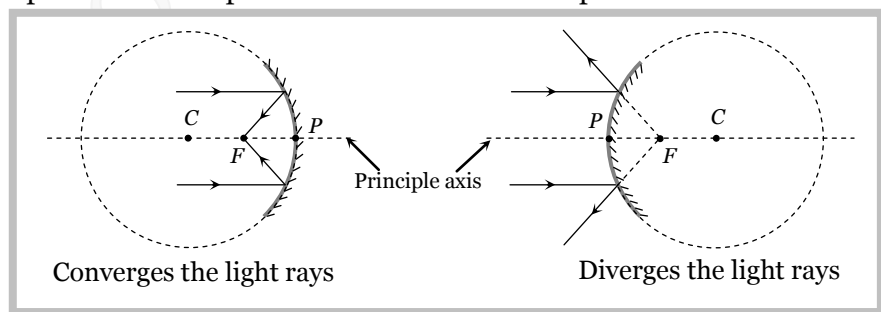 C
F
P
Principle axis
P
F
C
Converges the light rays
Diverges the light rays